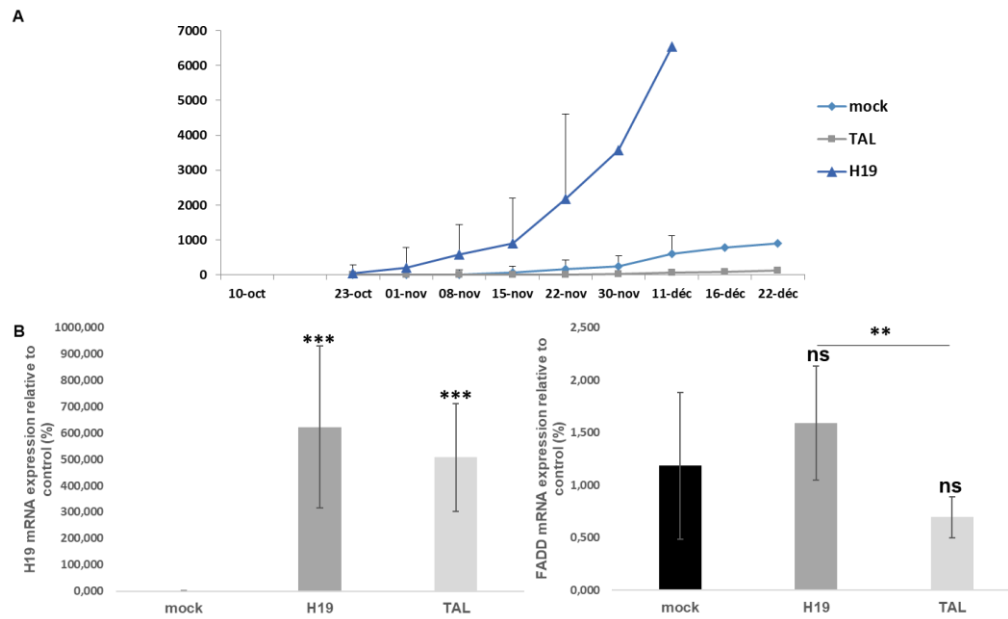 A
7000
6000
5000
4000
3000
2000
1000
0
10-oct 23-oct 01-nov 08-nov 15-nov 22-nov 30-nov 11-déc 16-déc 22-déc
mock
TAL
H19
B
H19 mRNA expression relative to
control (%)
1000,000
900,000
800,000
700,000
600,000
500,000
400,000
300,000
200,000
100,000
0,000
***
***
mock H19 TAL
FADD mRNA expression relative to
control (%)
2,500
2,000
1,500
1,000
0,500
0,000
**
ns
ns
mock H19 TAL